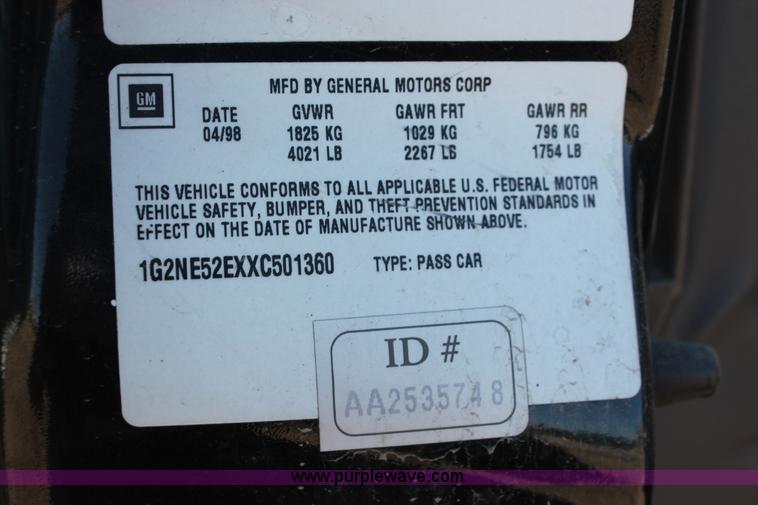 MFD BY GENERAL MOTORS CORP
GM
DATE GVWR GAWR FRT GAWR RR
04/98 1825 KG 1029 KG 796 KG
4021 LB 2267 LB 1754 LB
THIS VEHICLE CONFORMS TO ALL APPLICABLE U.S. FEDERAL MOTOR
VEHICLE SAFETY, BUMPER, AND THEFT PREVENTION STANDARDS IN
EFFECT ON THE DATE OF MANUFACTURE SHOWN ABOVE.
1G2NE52EXXC501360 TYPE: PASS CAR
ID #
AA2535748
www.purplewave.com